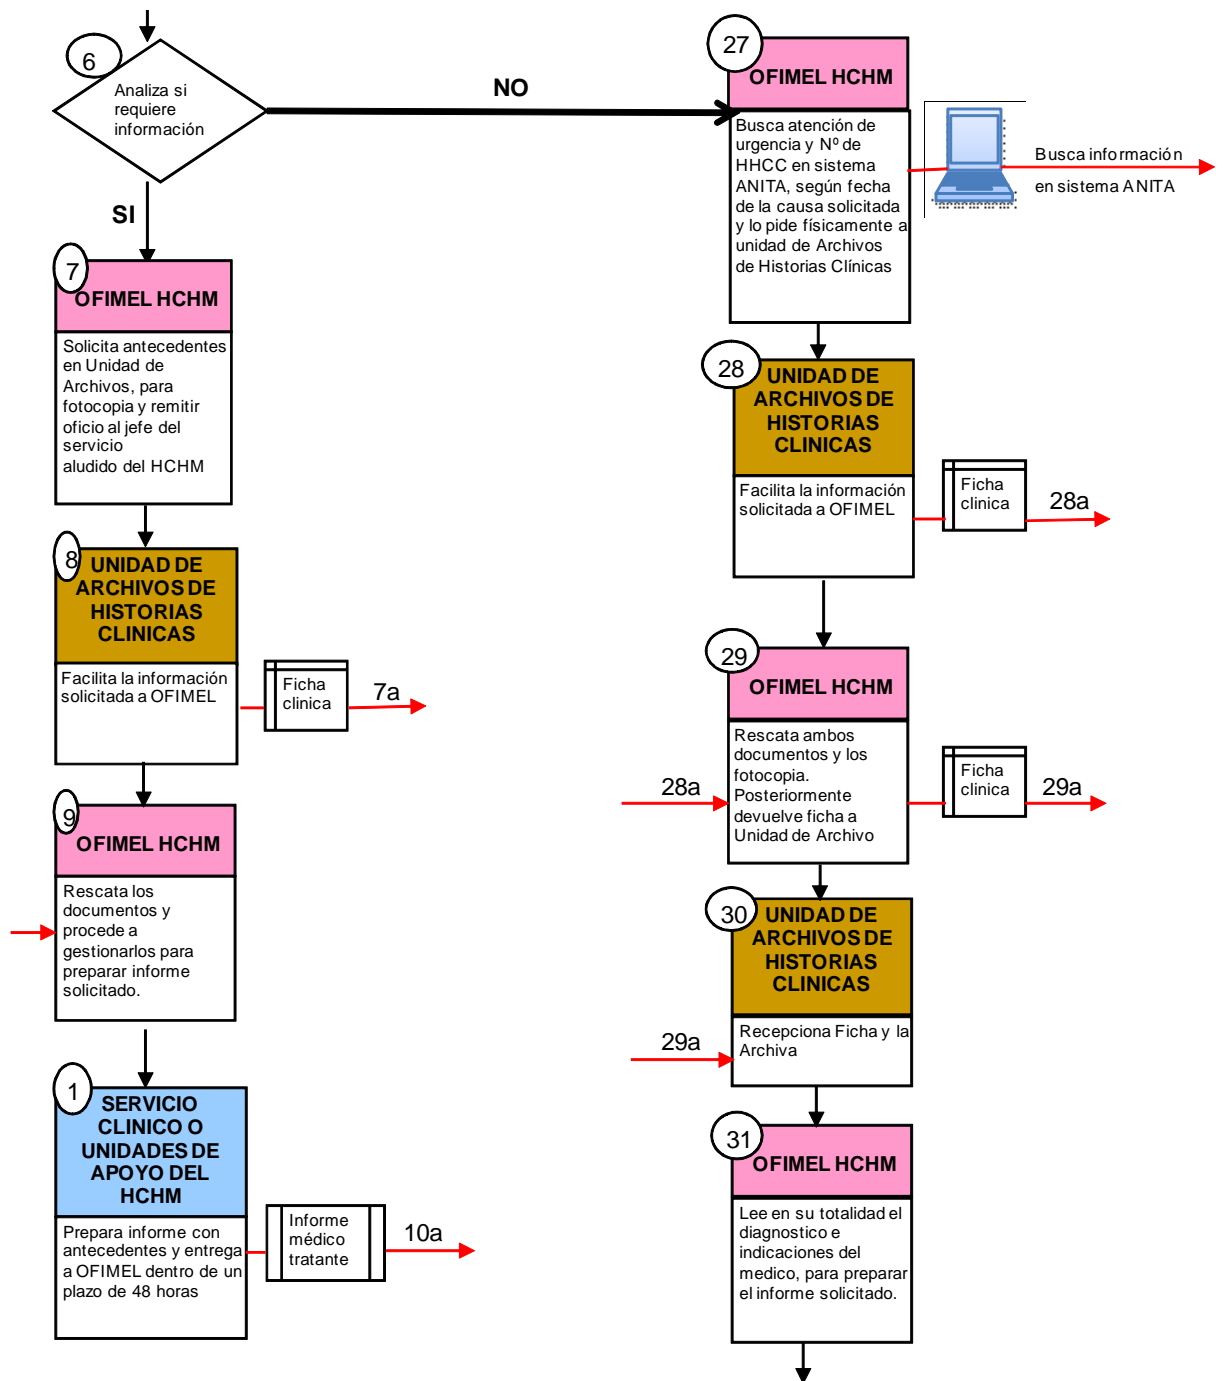 6
Analiza si
requiere
información
NO
SI
7
OFIMEL HCHM
Solicita antecedentes
en Unidad de
Archivos, para
fotocopia y remitir
oficio al jefe del
servicio
aludido del HCHM
8
UNIDAD DE
ARCHIVOS DE
HISTORIAS
CLINICAS
Facilita la información
solicitada a OFIMEL
Ficha
clinica
7a
9
OFIMEL HCHM
Rescata los
documentos y
procede a
gestionarlos para
preparar informe
solicitado.
1
SERVICIO
CLINICO O
UNIDADES DE
APOYO DEL
HCHM
Prepara informe con
antecedentes y entrega
a OFIMEL dentro de un
plazo de 48 horas
Informe
médico
tratante
10a
27
OFIMEL HCHM
Busca atención de
urgencia y Nº de
HHCC en sistema
ANITA, según fecha
de la causa solicitada
y lo pide físicamente a
unidad de Archivos
de Historias Clínicas
Busca información
en sistema ANITA
28
UNIDAD DE
ARCHIVOS DE
HISTORIAS
CLINICAS
Facilita la información
solicitada a OFIMEL
Ficha
clinica
28a
29
OFIMEL HCHM
28a
Rescata ambos
documentos y los
fotocopia.
Posteriormente
devuelve ficha a
Unidad de Archivo
Ficha
clinica
29a
30
UNIDAD DE
ARCHIVOS DE
HISTORIAS
CLINICAS
29a
Recepciona Ficha y la
Archiva
31
OFIMEL HCHM
Lee en su totalidad el
diagnostico e
indicaciones del
medico, para preparar
el informe solicitado.